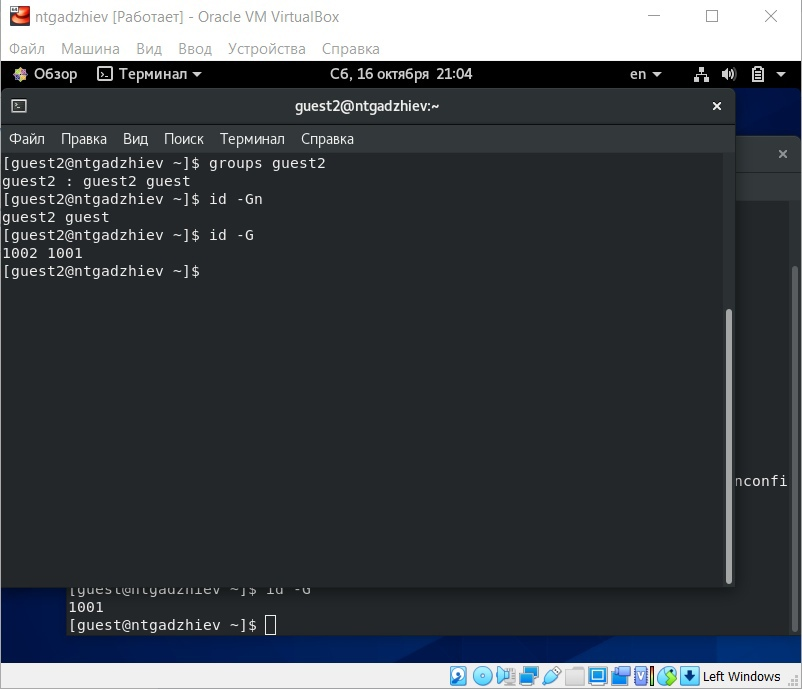 ntgadzhiev [Работает] - Oracle VM VirtualBox
Файл Машина Вид Ввод Устройства Справка
Обзор Терминал Сб, 16 октября 21:04 en
guest2@ntgadzhiev:~
Файл Правка Вид Поиск Терминал Справка
[guest2@ntgadzhiev ~]$ groups guest2
guest2 : guest2 guest
[guest2@ntgadzhiev ~]$ id -Gn
guest2 guest
[guest2@ntgadzhiev ~]$ id -G
1002 1001
[guest2@ntgadzhiev ~]$
nconfi
[guest@ntgadzhiev ~]$ id -G
1001
[guest@ntgadzhiev ~]$
Left Windows